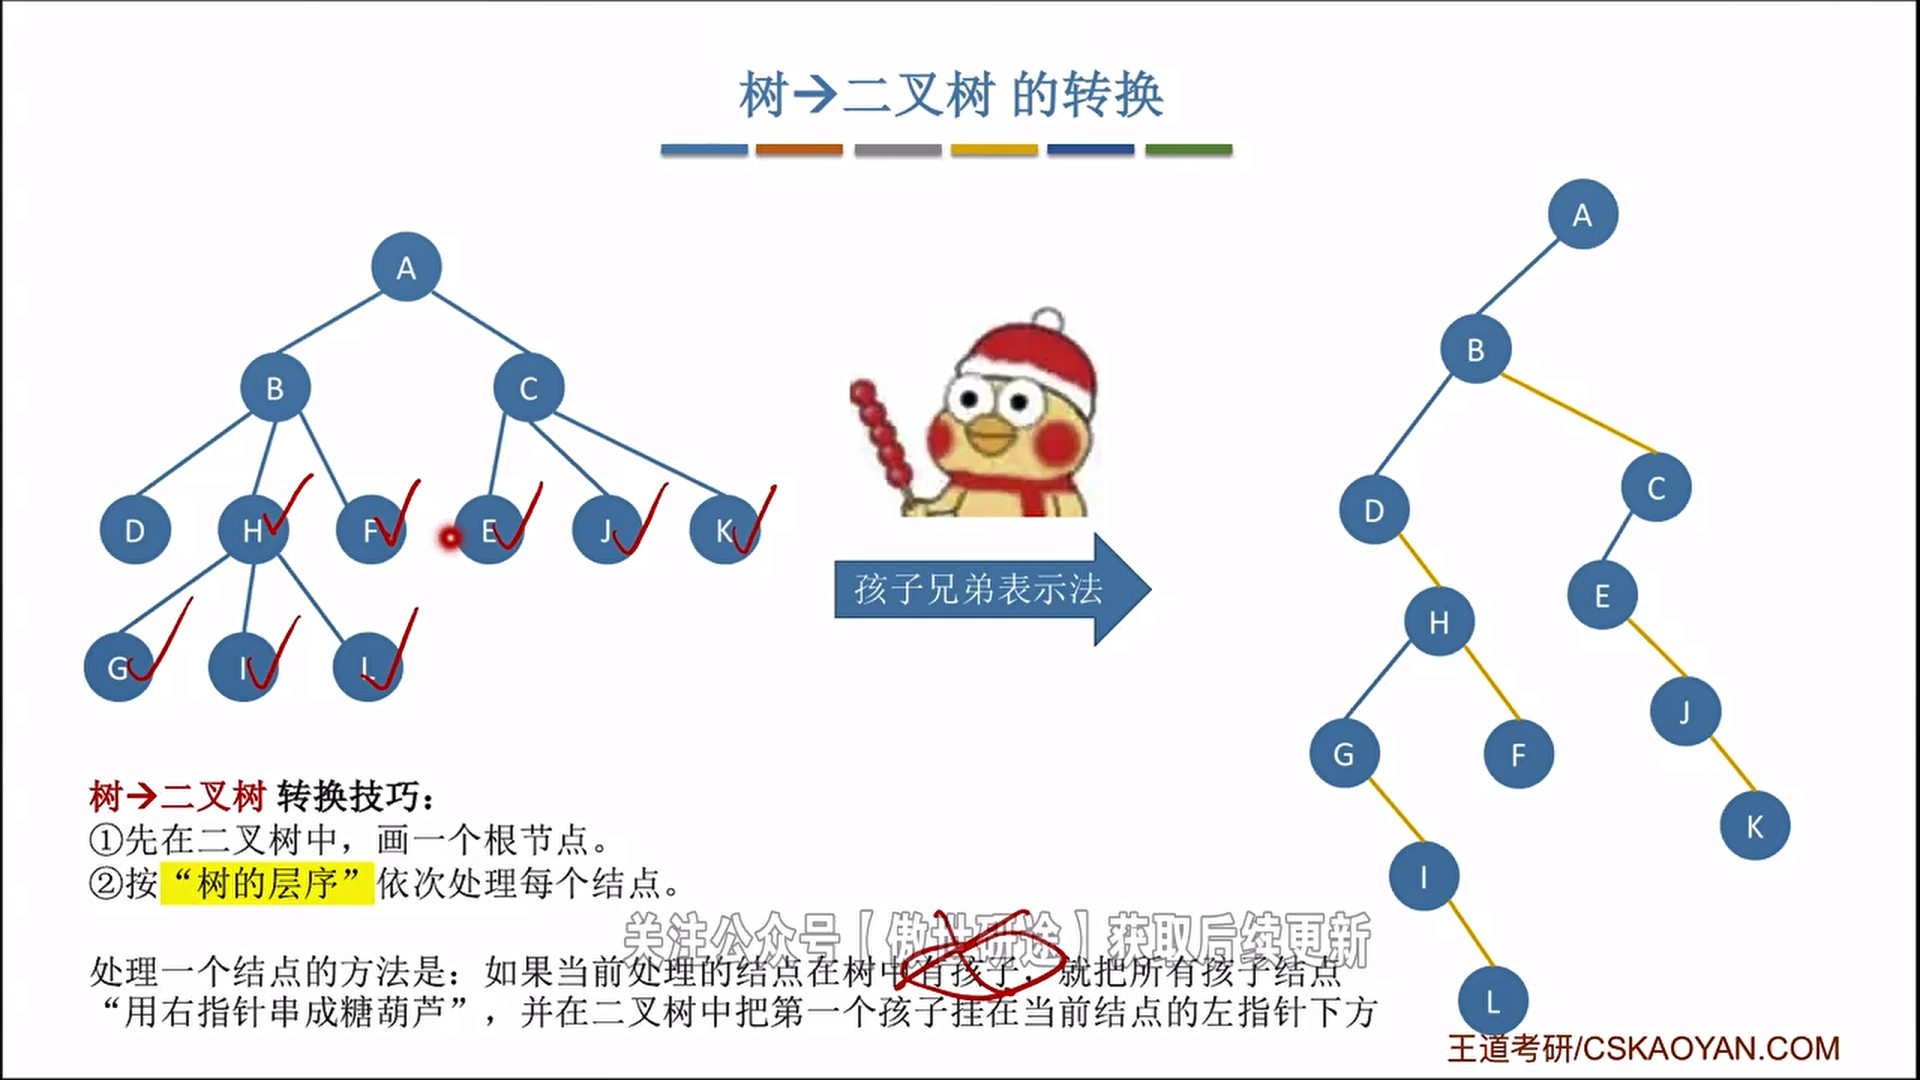 树→二叉树 的转换
A
B
C
D
H
F
E
J
K
G
I
L
孩子兄弟表示法
A
B
C
D
E
H
J
G
F
K
I
L
树→二叉树 转换技巧：
①先在二叉树中，画一个根节点。
②按“树的层序”依次处理每个结点。
关注公众号【傲世研途】获取后续更新
处理一个结点的方法是：如果当前处理的结点在树中有孩子，就把所有孩子结点
“用右指针串成糖葫芦”，并在二叉树中把第一个孩子挂在当前结点的左指针下方
王道考研/CSKAOYAN.COM